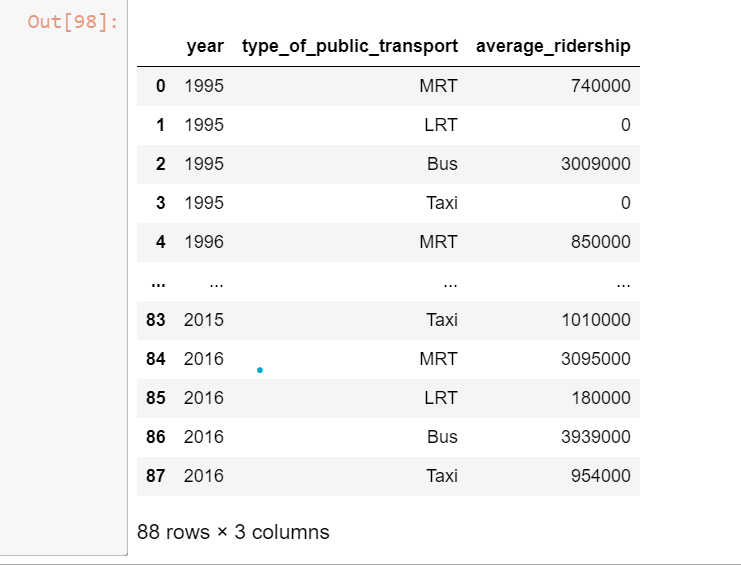 Out[98]:
year type_of_public_transport average_ridership
0 1995 MRT 740000
1 1995 LRT 0
2 1995 Bus 3009000
3 1995 Taxi 0
4 1996 MRT 850000
... ... ... ...
83 2015 Taxi 1010000
84 2016 MRT 3095000
85 2016 LRT 180000
86 2016 Bus 3939000
87 2016 Taxi 954000
88 rows × 3 columns